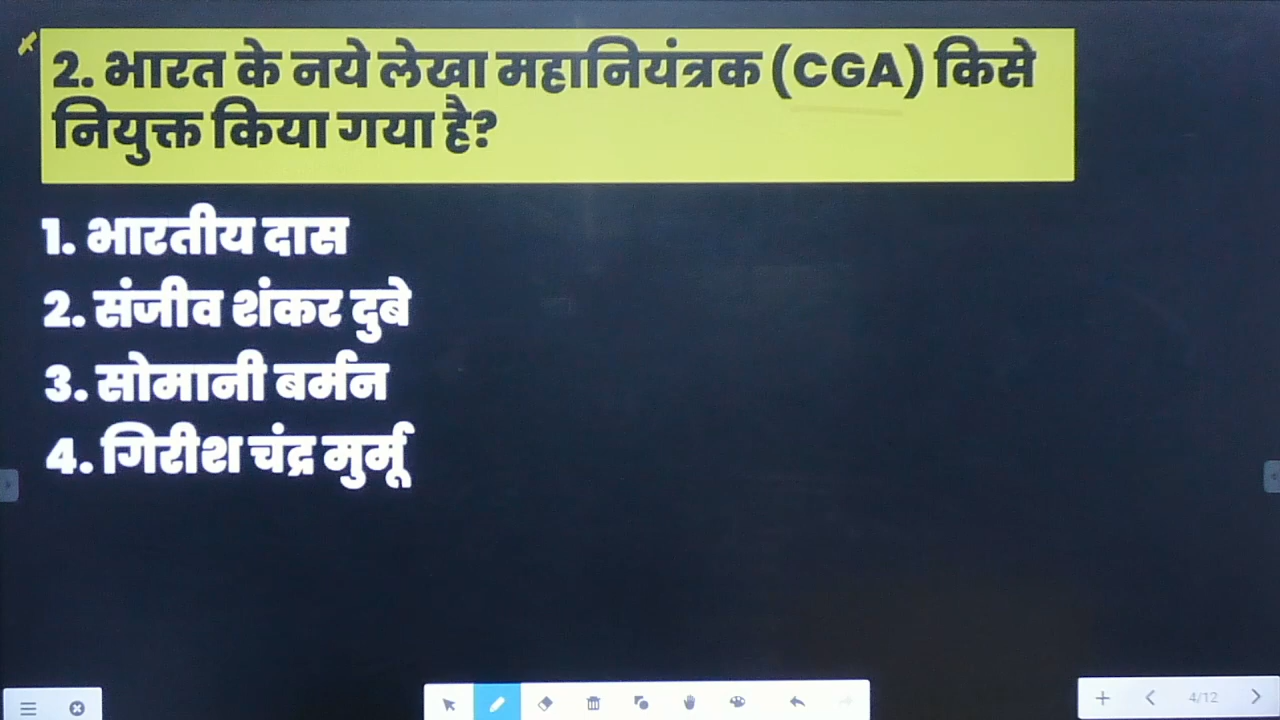 2. भारत के नये लेखा महानियंत्रक (CGA) किसे
नियुक्त किया गया है?
1. भारतीय दास
2. संजीव शंकर दुबे
3. सोमानी बर्मन
4. गिरीश चंद्र मुर्मू
4/12